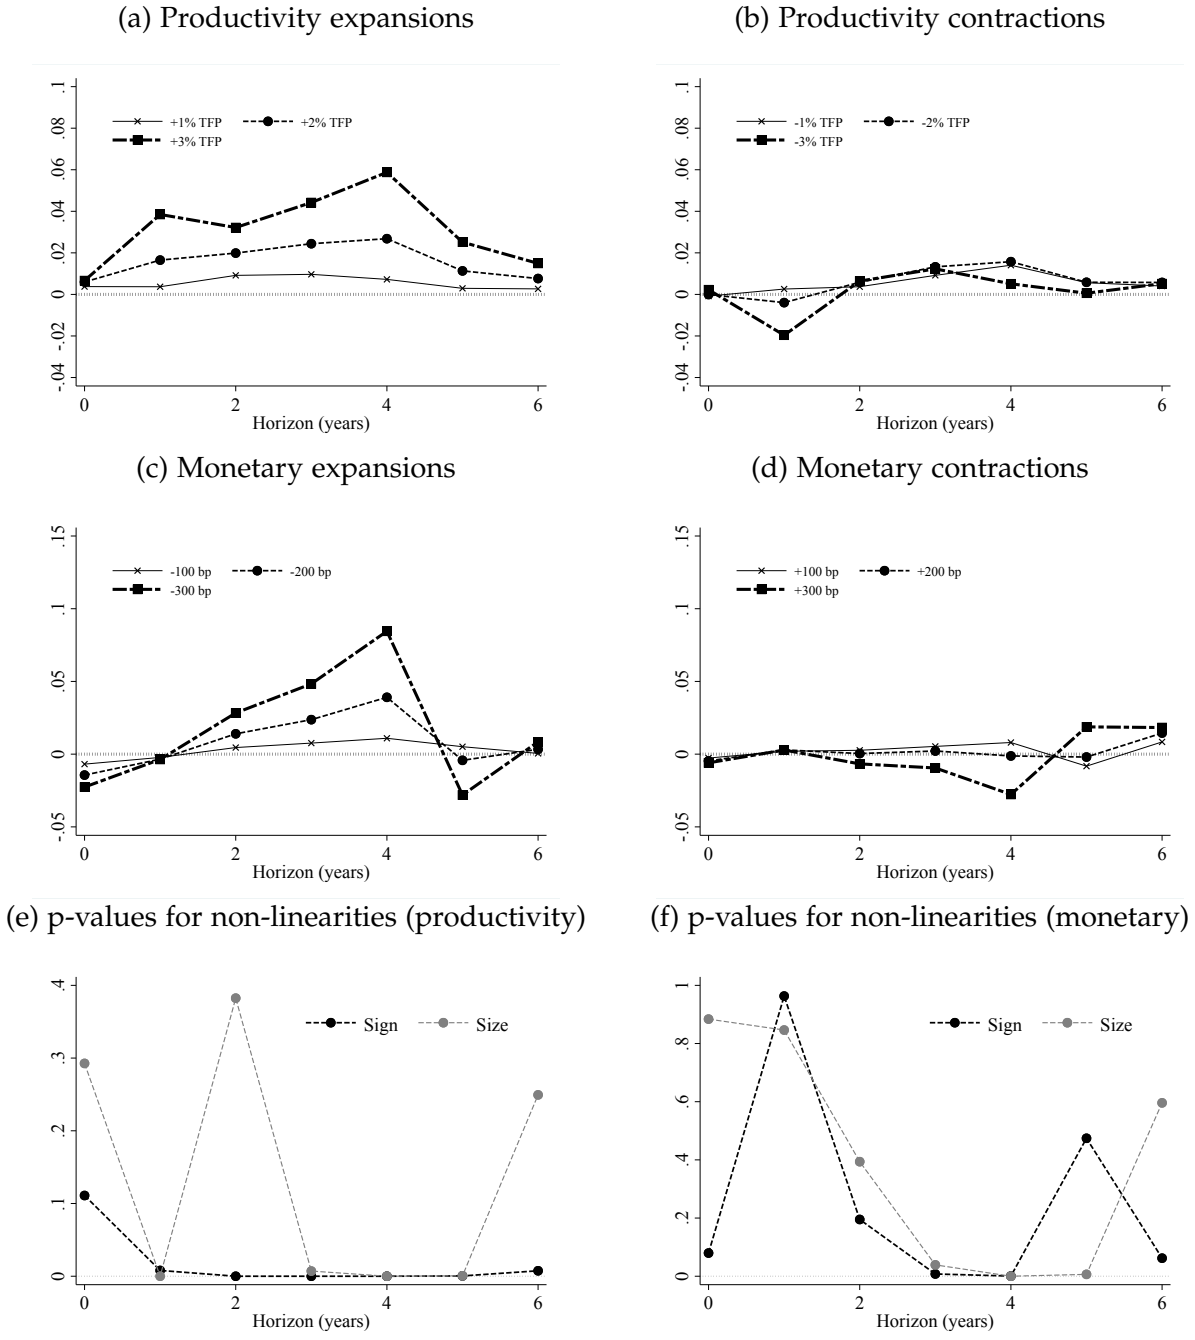 (a) Productivity expansions
(b) Productivity contractions
.1
.08
.06
.04
.02
0
-.02
-.04
+1% TFP
+2% TFP
+3% TFP
0
2
4
6
Horizon (years)
.1
.08
.06
.04
.02
0
-.02
-.04
-1% TFP
-2% TFP
-3% TFP
0
2
4
6
Horizon (years)
(c) Monetary expansions
(d) Monetary contractions
.15
.1
.05
0
-.05
-100 bp
-200 bp
-300 bp
0
2
4
6
Horizon (years)
.15
.1
.05
0
-.05
+100 bp
+200 bp
+300 bp
0
2
4
6
Horizon (years)
(e) p-values for non-linearities (productivity)
(f) p-values for non-linearities (monetary)
.4
.3
.2
.1
0
Sign
Size
0
2
4
6
Horizon (years)
1
.8
.6
.4
.2
0
Sign
Size
0
2
4
6
Horizon (years)